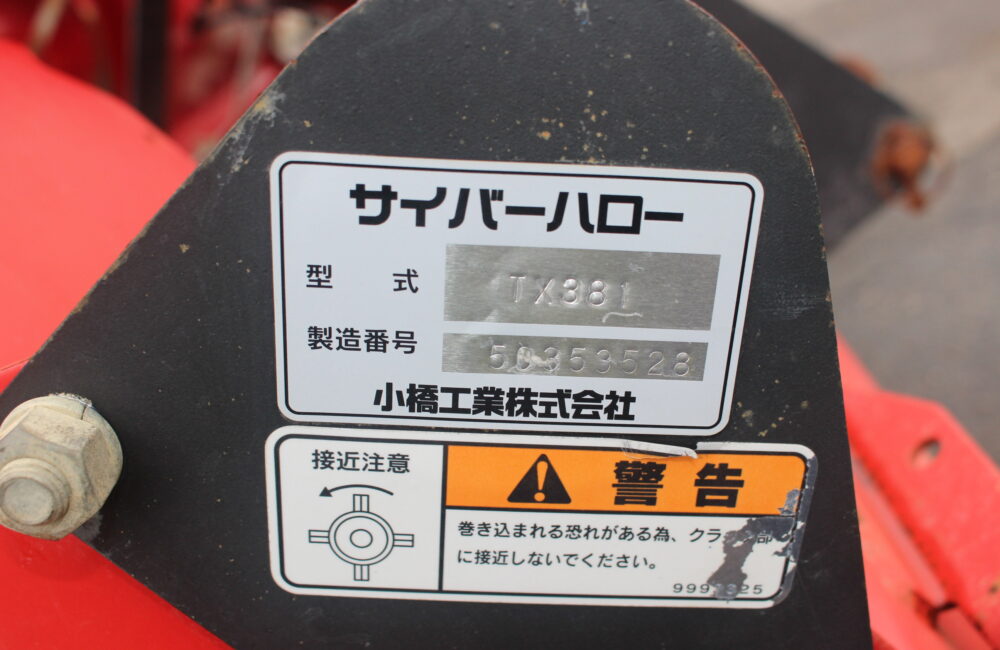 サイバーハロー
型 式 TX381
製造番号 50353528
小橋工業株式会社
接近注意
警告
巻き込まれる恐れがある為、クラ
に接近しないでください。